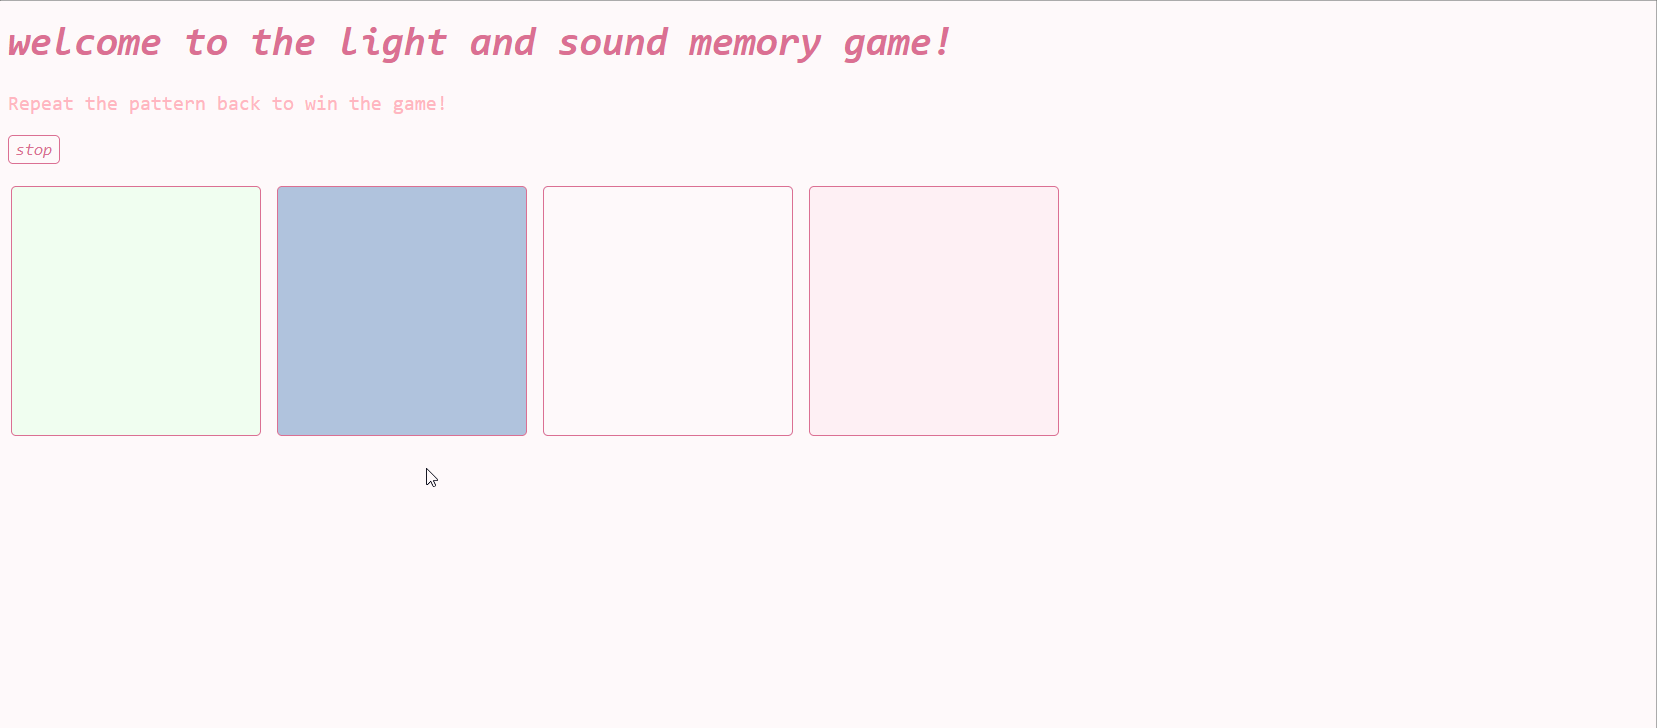 welcome to the light and sound memory game!
Repeat the pattern back to win the game!
stop